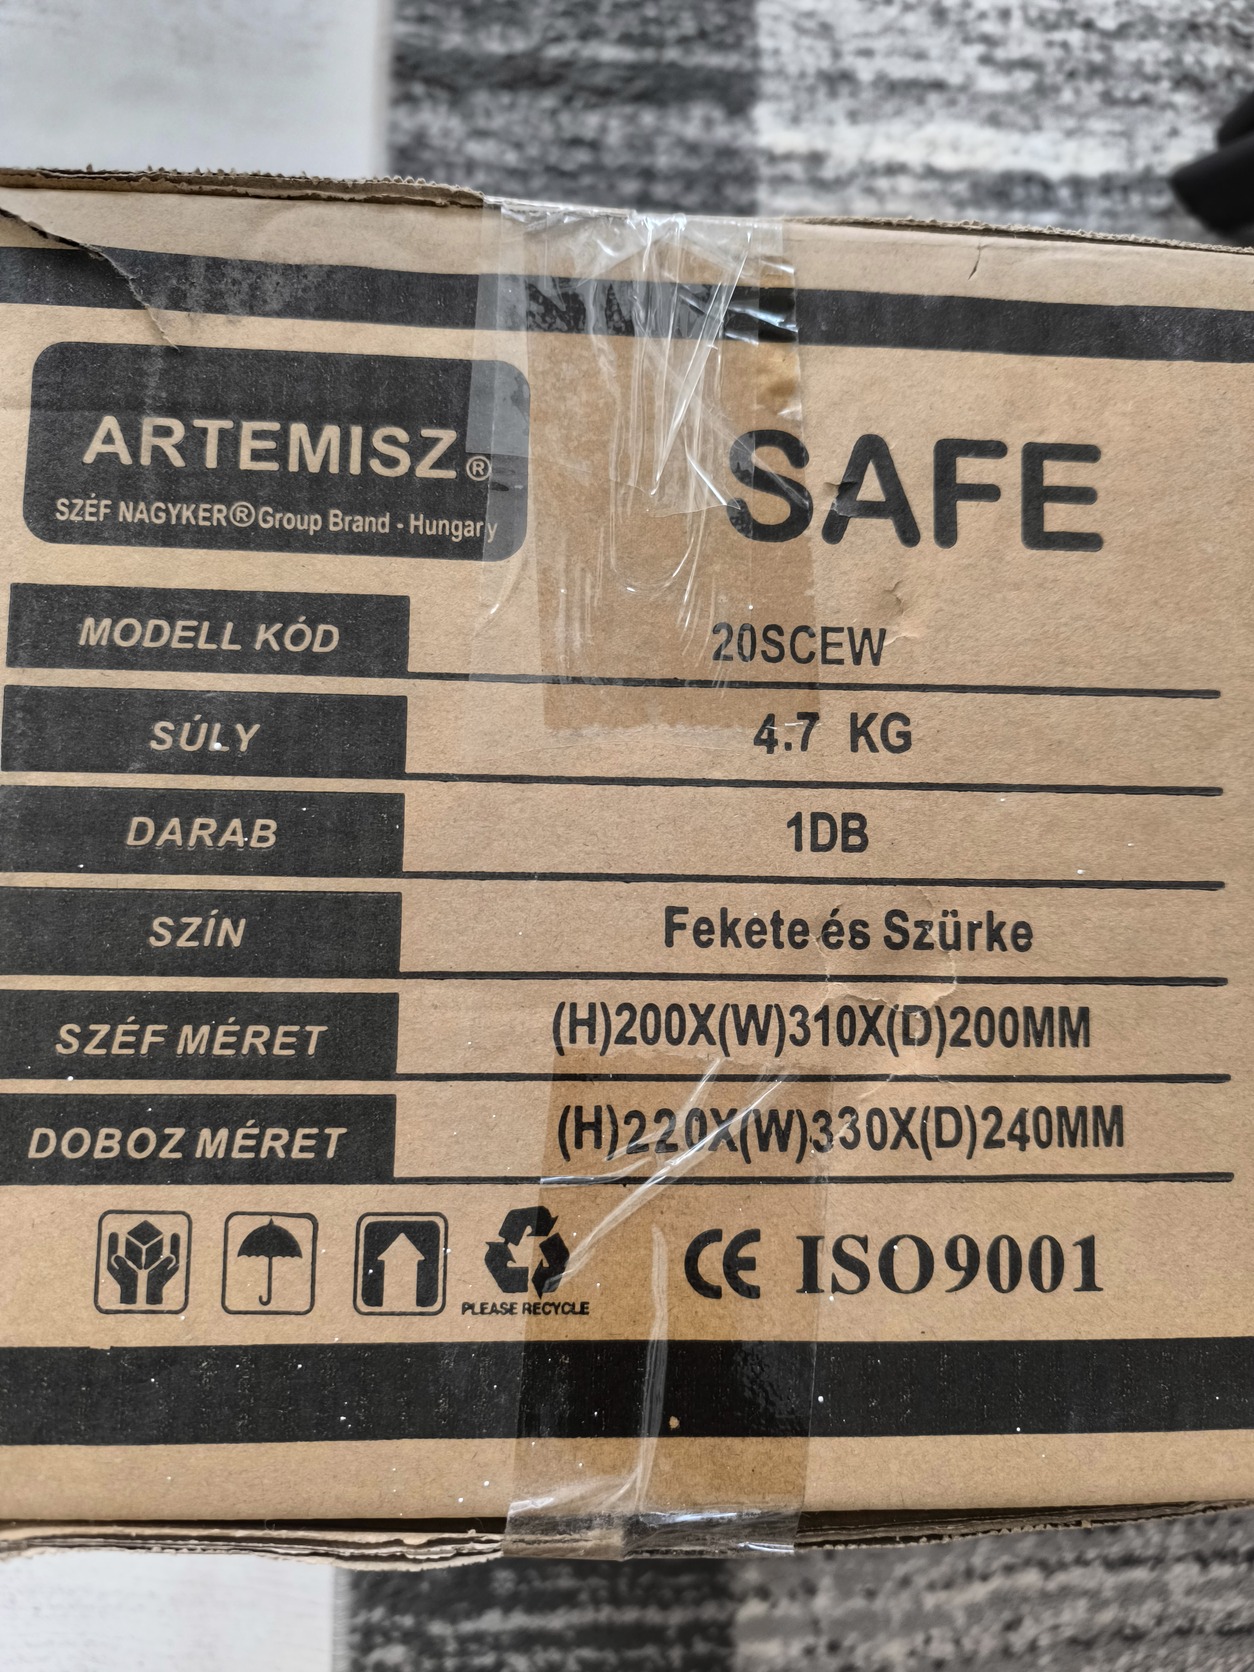 ARTEMISZ®
SZÉF NAGYKER® Group Brand - Hungary
SAFE
MODELL KÓD 20SCEW
SÚLY 4.7 KG
DARAB 1DB
SZÍN Fekete és Szürke
SZÉF MÉRET (H)200X(W)310X(D)200MM
DOBOZ MÉRET (H)220X(W)330X(D)240MM
PLEASE RECYCLE
CE ISO9001